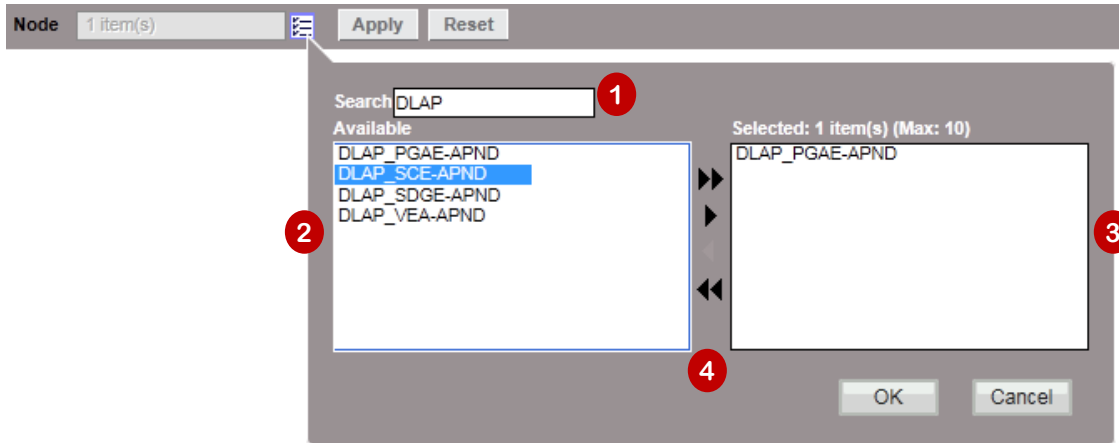 Node 1 item(s) Apply Reset
Search DLAP 1
Available Selected: 1 item(s) (Max: 10)
DLAP_PGAE-APND DLAP_PGAE-APND
DLAP_SCE-APND
DLAP_SDGE-APND
DLAP_VEA-APND
2 3
4
OK Cancel